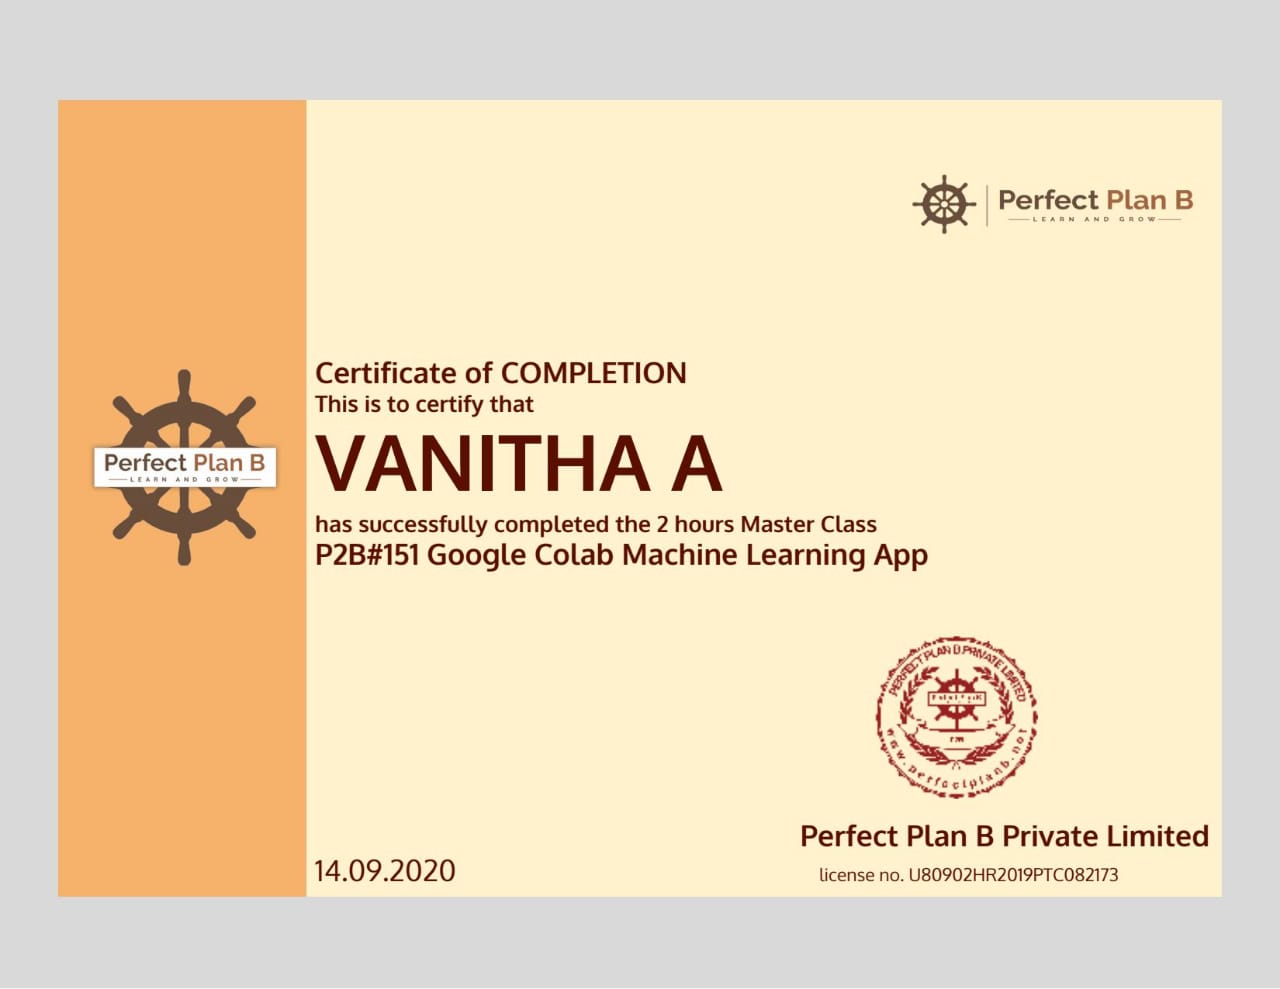 Perfect Plan B
LEARN AND GROW
Perfect Plan B
LEARN AND GROW
Certificate of COMPLETION
This is to certify that
VANITHA A
has successfully completed the 2 hours Master Class
P2B#151 Google Colab Machine Learning App
PERFECT PLAN B PRIVATE LIMITED
www.perfectplanb.net
Perfect Plan B Private Limited
14.09.2020
license no. U80902HR2019PTC082173